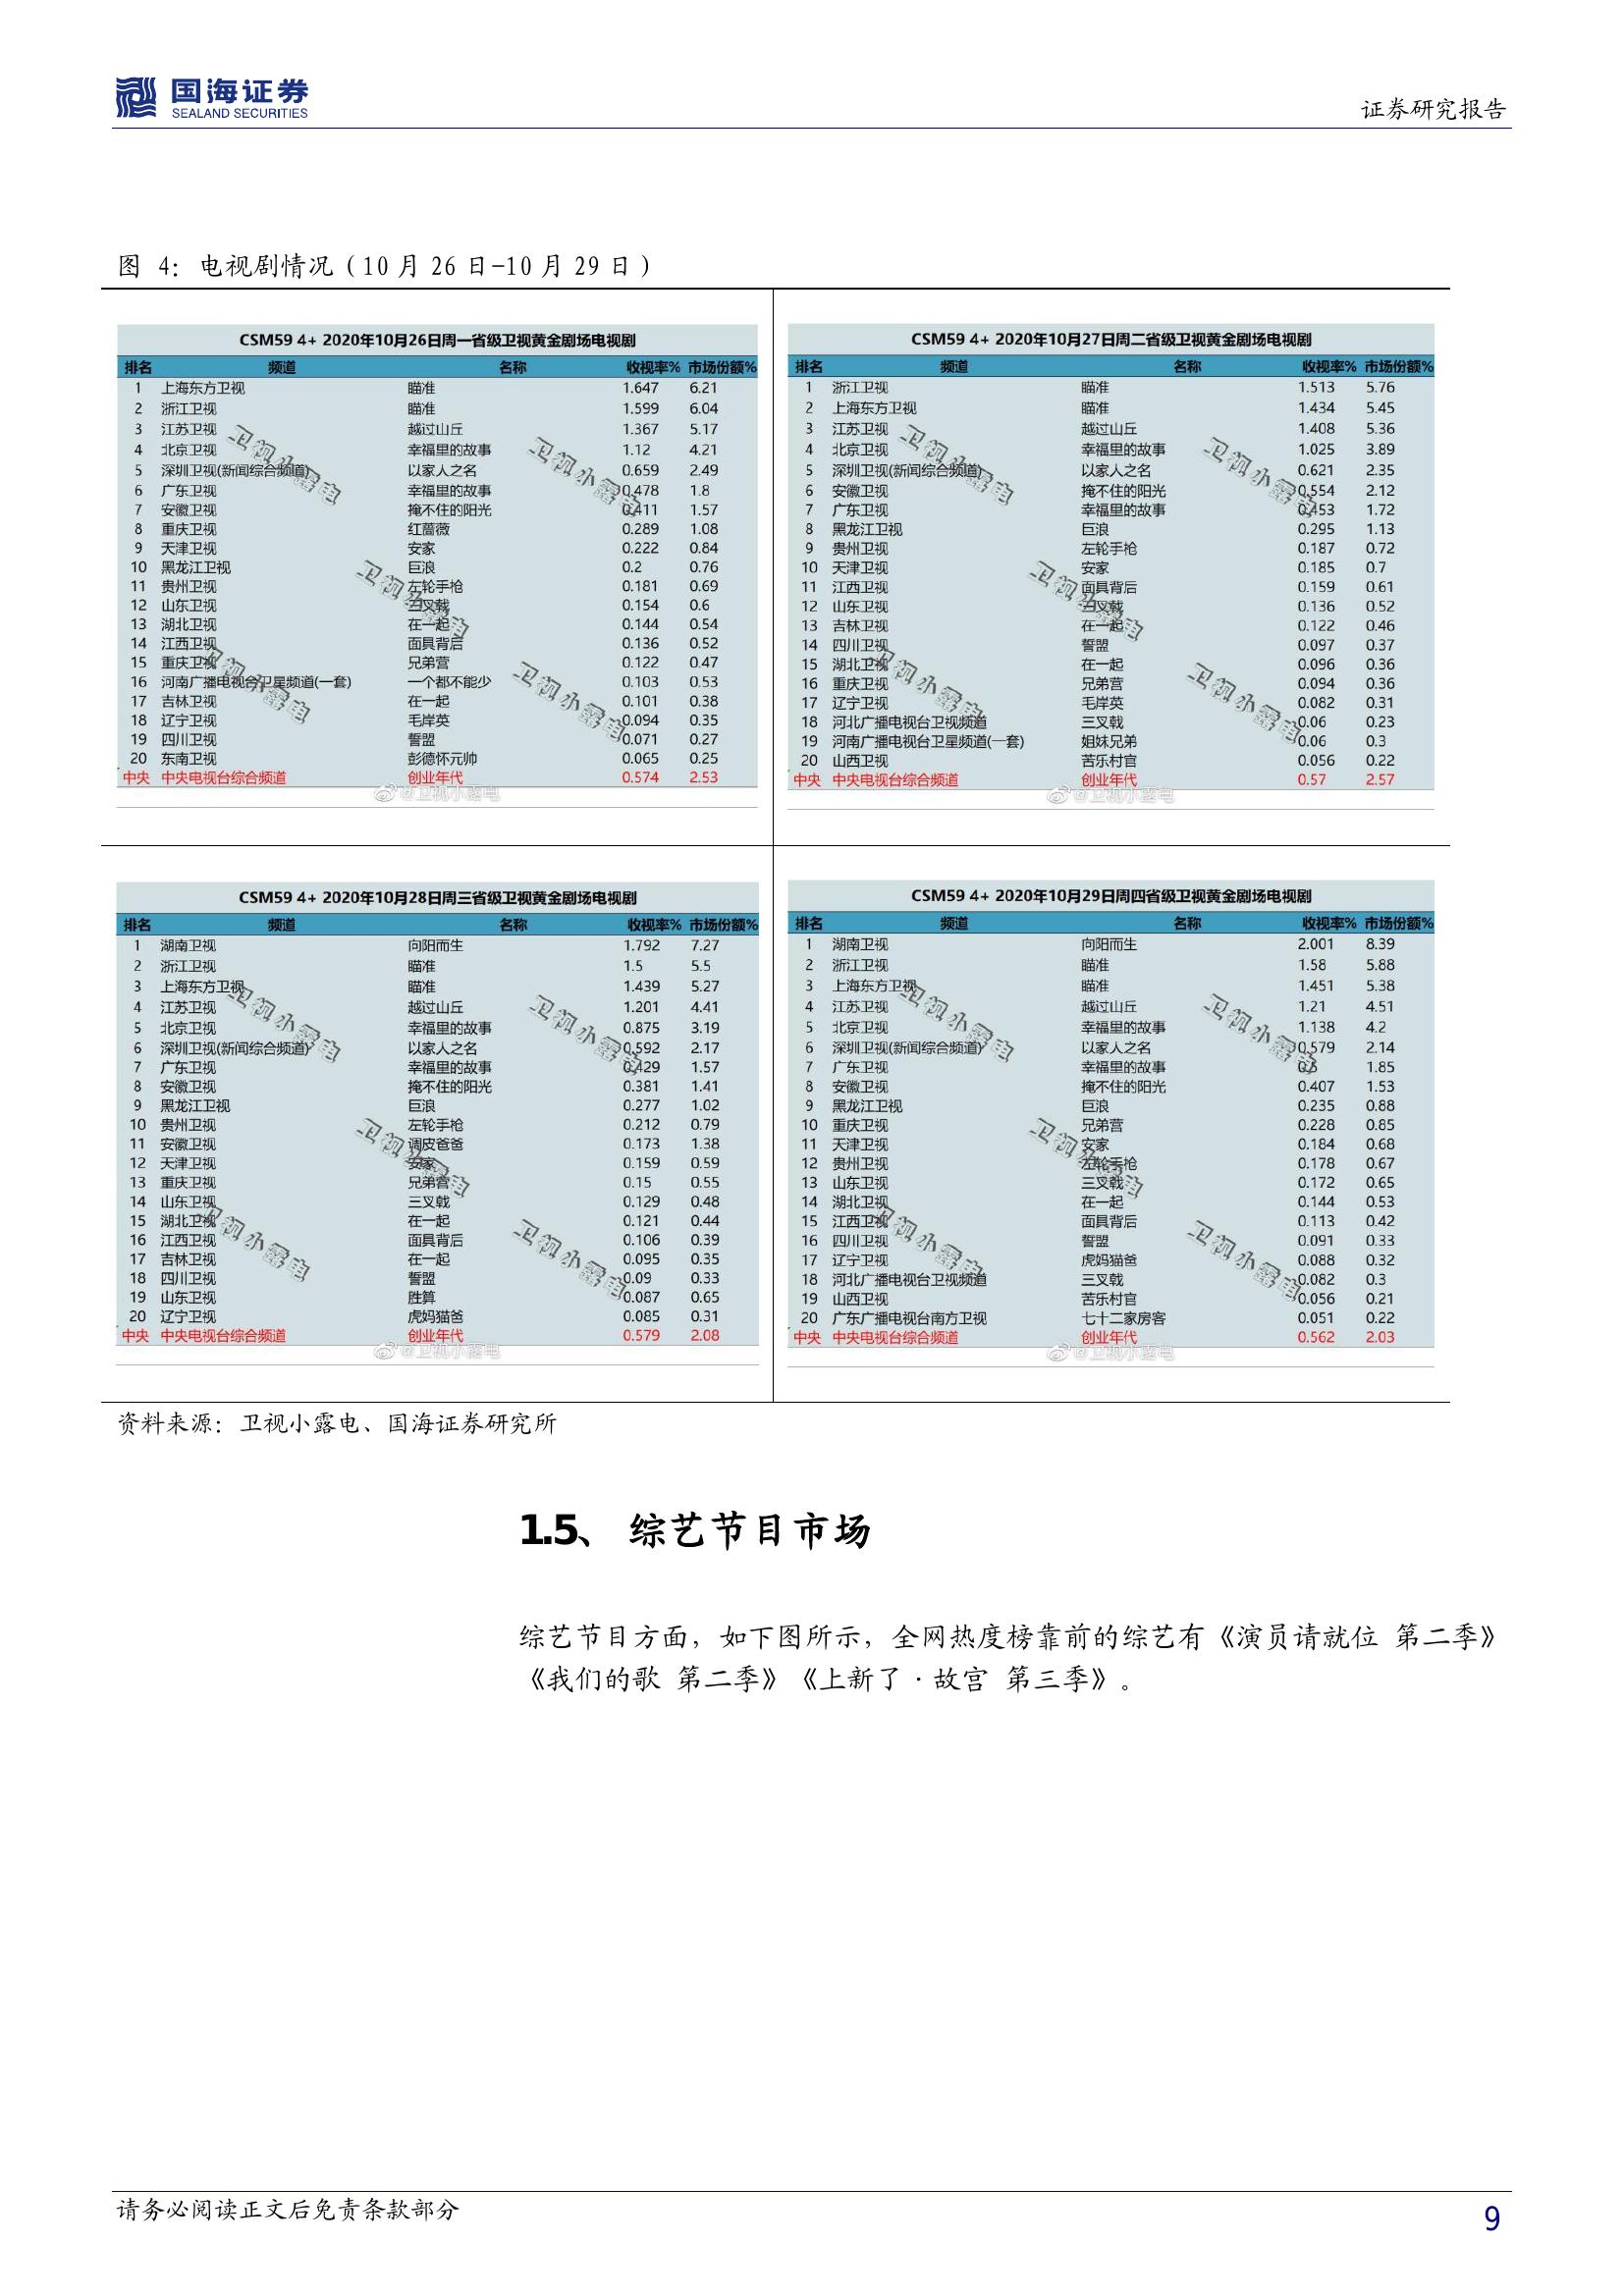 国海证券
SEALAND SECURITIES
证券研究报告
图 4：电视剧情况（10 月 26 日-10 月 29 日）
CSM59 4+ 2020年10月26日周一省级卫视黄金剧场电视剧
排名 频道 名称 收视率% 市场份额%
1 上海东方卫视 瞄准 1.647 6.21
2 浙江卫视 瞄准 1.599 6.04
3 江苏卫视 越过山丘 1.367 5.17
4 北京卫视 幸福里的故事 1.12 4.21
5 深圳卫视(新闻综合频道) 以家人之名 0.659 2.49
6 广东卫视 幸福里的故事 0.478 1.8
7 安徽卫视 掩不住的阳光 0.411 1.57
8 重庆卫视 红蔷薇 0.289 1.08
9 天津卫视 安家 0.222 0.84
10 黑龙江卫视 巨浪 0.2 0.76
11 贵州卫视 左轮手枪 0.181 0.69
12 山东卫视 三叉戟 0.154 0.6
13 湖北卫视 在一起 0.144 0.54
14 江西卫视 面具背后 0.136 0.52
15 重庆卫视 兄弟营 0.122 0.47
16 河南广播电视台卫星频道(一套) 一个都不能少 0.103 0.53
17 吉林卫视 在一起 0.101 0.38
18 辽宁卫视 毛岸英 0.094 0.35
19 四川卫视 誓盟 0.071 0.27
20 东南卫视 彭德怀元帅 0.065 0.25
中央 中央电视台综合频道 创业年代 0.574 2.53
@卫视小露电
CSM59 4+ 2020年10月27日周二省级卫视黄金剧场电视剧
排名 频道 名称 收视率% 市场份额%
1 浙江卫视 瞄准 1.513 5.76
2 上海东方卫视 瞄准 1.434 5.45
3 江苏卫视 越过山丘 1.408 5.36
4 北京卫视 幸福里的故事 1.025 3.89
5 深圳卫视(新闻综合频道) 以家人之名 0.621 2.35
6 安徽卫视 掩不住的阳光 0.554 2.12
7 广东卫视 幸福里的故事 0.453 1.72
8 黑龙江卫视 巨浪 0.295 1.13
9 贵州卫视 左轮手枪 0.187 0.72
10 天津卫视 安家 0.185 0.7
11 江西卫视 面具背后 0.159 0.61
12 山东卫视 三叉戟 0.136 0.52
13 吉林卫视 在一起 0.122 0.46
14 四川卫视 誓盟 0.097 0.37
15 湖北卫视 在一起 0.096 0.36
16 重庆卫视 兄弟营 0.094 0.36
17 辽宁卫视 毛岸英 0.082 0.31
18 河北广播电视台卫视频道 三叉戟 0.06 0.23
19 河南广播电视台卫星频道(一套) 姐妹兄弟 0.06 0.3
20 山西卫视 苦乐村官 0.056 0.22
中央 中央电视台综合频道 创业年代 0.57 2.57
@卫视小露电
CSM59 4+ 2020年10月28日周三省级卫视黄金剧场电视剧
排名 频道 名称 收视率% 市场份额%
1 湖南卫视 向阳而生 1.792 7.27
2 浙江卫视 瞄准 1.5 5.5
3 上海东方卫视 瞄准 1.439 5.27
4 江苏卫视 越过山丘 1.201 4.41
5 北京卫视 幸福里的故事 0.875 3.19
6 深圳卫视(新闻综合频道) 以家人之名 0.592 2.17
7 广东卫视 幸福里的故事 0.429 1.57
8 安徽卫视 掩不住的阳光 0.381 1.41
9 黑龙江卫视 巨浪 0.277 1.02
10 贵州卫视 左轮手枪 0.212 0.79
11 安徽卫视 调皮爸爸 0.173 1.38
12 天津卫视 安家 0.159 0.59
13 重庆卫视 兄弟营 0.15 0.55
14 山东卫视 三叉戟 0.129 0.48
15 湖北卫视 在一起 0.121 0.44
16 江西卫视 面具背后 0.106 0.39
17 吉林卫视 在一起 0.095 0.35
18 四川卫视 誓盟 0.09 0.33
19 山东卫视 胜算 0.087 0.65
20 辽宁卫视 虎妈猫爸 0.085 0.31
中央 中央电视台综合频道 创业年代 0.579 2.08
@卫视小露电
CSM59 4+ 2020年10月29日周四省级卫视黄金剧场电视剧
排名 频道 名称 收视率% 市场份额%
1 湖南卫视 向阳而生 2.001 8.39
2 浙江卫视 瞄准 1.58 5.88
3 上海东方卫视 瞄准 1.451 5.38
4 江苏卫视 越过山丘 1.21 4.51
5 北京卫视 幸福里的故事 1.138 4.2
6 深圳卫视(新闻综合频道) 以家人之名 0.579 2.14
7 广东卫视 幸福里的故事 0.5 1.85
8 安徽卫视 掩不住的阳光 0.407 1.53
9 黑龙江卫视 巨浪 0.235 0.88
10 重庆卫视 兄弟营 0.228 0.85
11 天津卫视 安家 0.184 0.68
12 贵州卫视 左轮手枪 0.178 0.67
13 山东卫视 三叉戟 0.172 0.65
14 湖北卫视 在一起 0.144 0.53
15 江西卫视 面具背后 0.113 0.42
16 四川卫视 誓盟 0.091 0.33
17 辽宁卫视 虎妈猫爸 0.088 0.32
18 河北广播电视台卫视频道 三叉戟 0.082 0.3
19 山西卫视 苦乐村官 0.056 0.21
20 广东广播电视台南方卫视 七十二家房客 0.051 0.22
中央 中央电视台综合频道 创业年代 0.562 2.03
@卫视小露电
资料来源：卫视小露电、国海证券研究所
1.5、 综艺节目市场
综艺节目方面，如下图所示，全网热度榜靠前的综艺有《演员请就位 第二季》
《我们的歌 第二季》《上新了·故宫 第三季》。
请务必阅读正文后免责条款部分
9